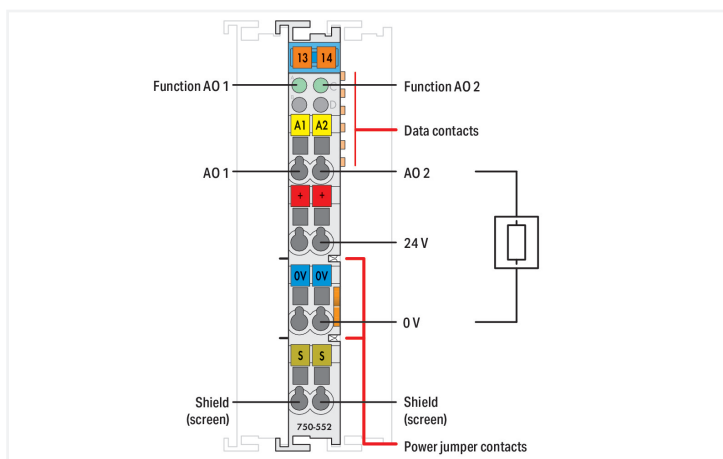 13 14
Function AO 1
Function AO 2
C
D
A1 A2
Data contacts
AO 1
AO 2
+ +
24 V
0V 0V
0 V
S S
Shield
(screen)
Shield
(screen)
750-552
Power jumper contacts